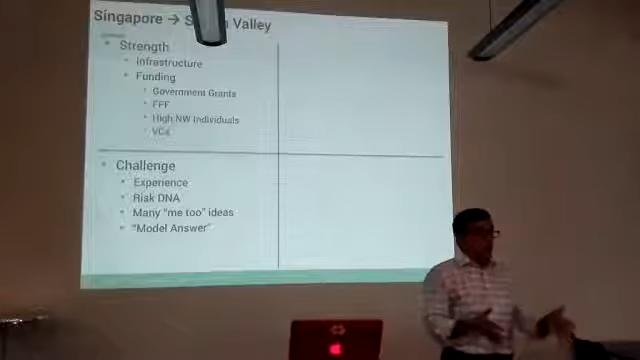 Singapore → S Valley
Strength
Infrastructure
Funding
Government Grants
FFF
High NW Individuals
VCs
Challenge
Experience
Risk DNA
Many "me too" ideas
"Model Answer"